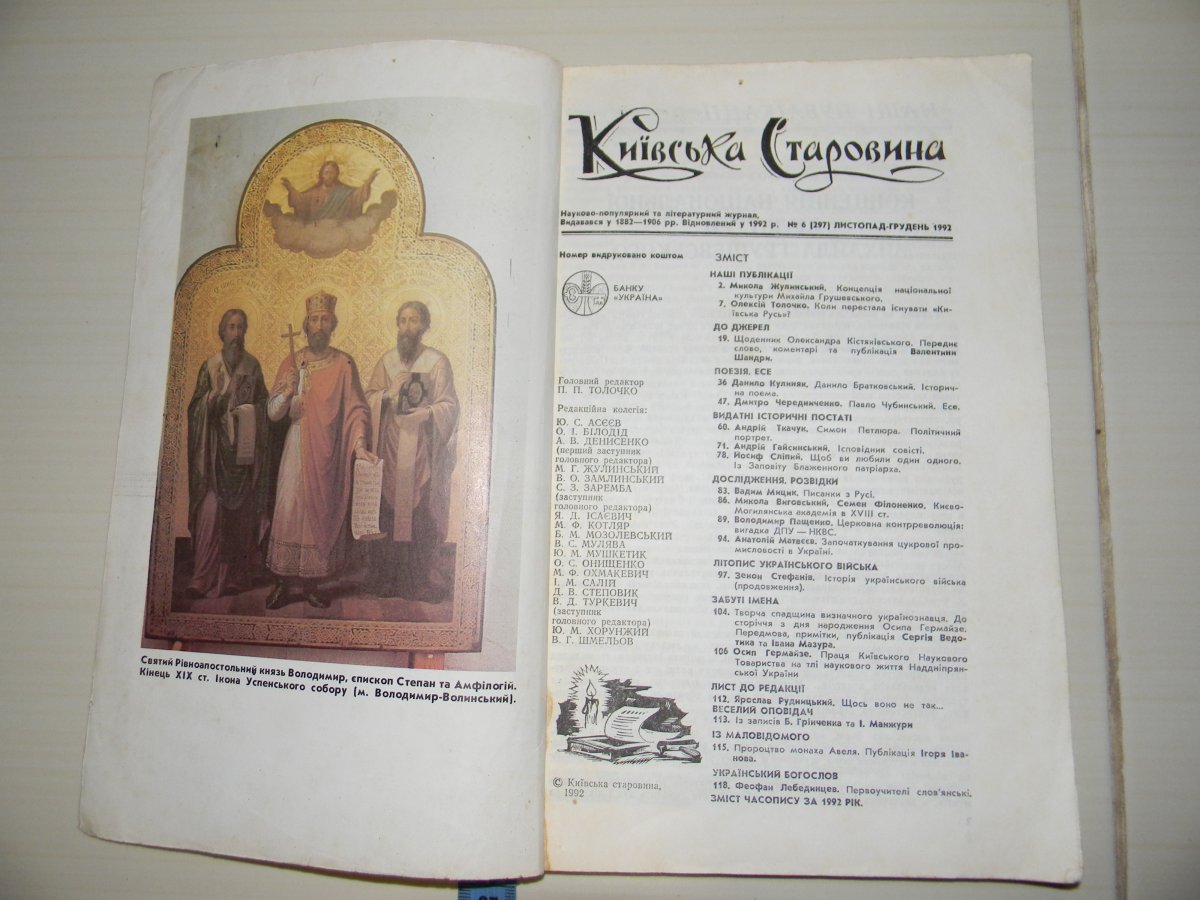 Святий Рівноапостольний князь Володимир, єпископ Степан та Амфілогій.
Кінець XIX ст. Ікона Успенського собору [м. Володимир-Волинський].
Київська Старовина
Науково-популярний та літературний журнал,
Видавався у 1882—1906 рр. Відновлений у 1992 р. № 6 (297) ЛИСТОПАД-ГРУДЕНЬ 1992
Номер видруковано коштом
БАНКУ
«УКРАЇНА»
Головний редактор
П. П. ТОЛОЧКО
Редакційна колегія:
Ю. С. АСЄЄВ
О. І. БІЛОДІД
А. В. ДЕНИСЕНКО
(перший заступник
головного редактора)
М. Г. ЖУЛИНСЬКИЙ
В. О. ЗАМЛИНСЬКИЙ
С. З. ЗАРЕМБА
(заступник
головного редактора)
Я. Д. ІСАЄВИЧ
М. Ф. КОТЛЯР
Б. М. МОЗОЛЕВСЬКИЙ
В. С. МУЛЯВА
Ю. М. МУШКЕТИК
О. С. ОНИЩЕНКО
М. Ф. ОХМАКЕВИЧ
І. М. САЛІЙ
Д. В. СТЕПОВИК
В. Д. ТУРКЕВИЧ
(заступник
головного редактора)
Ю. М. ХОРУНЖИЙ
В. Г. ШМЕЛЬОВ
© Київська старовина,
1992
ЗМІСТ
НАШІ ПУБЛІКАЦІЇ
2. Микола Жулинський, Концепція національної
культури Михайла Грушевського,
7. Олексій Толочко. Коли перестала існувати «Ки-
ївська Русь»?
ДО ДЖЕРЕЛ
19. Щоденник Олександра Кістяківського. Переднє
слово, коментарі та публікація Валентини
Шандри.
ПОЕЗІЯ. ЕСЕ
36 Данило Кулиняк, Данило Братковський. Історич-
на поема.
47. Дмитро Чередниченко. Павло Чубинський. Есе.
ВИДАТНІ ІСТОРИЧНІ ПОСТАТІ
60. Андрій Ткачук, Симон Петлюра. Політичний
портрет.
71. Андрій Гайсинський, Ісповідник совісті.
78. Йосиф Сліпий, Щоб ви любили один одного.
Із Заповіту Блаженного патріарха.
ДОСЛІДЖЕННЯ. РОЗВІДКИ
83. Вадим Мицик. Писанки з Русі.
86. Микола Виговський, Семен Філоненко. Києво-
Могилянська академія в XVIII ст.
89. Володимир Пащенко. Церковна контрреволюція:
вигадка ДПУ — НКВС.
94. Анатолій Матвєєв. Започаткування цукрової про-
мисловості в Україні.
ЛІТОПИС УКРАЇНСЬКОГО ВІЙСЬКА
97. Зенон Стефанів. Історія українського війська
(продовження).
ЗАБУТІ ІМЕНА
104. Творча спадщина визначного українознавця. До
сторіччя з дня народження Осипа Гермайзе.
Передмова, примітки, публікація Сергія Ведо-
тика та Івана Мазура.
106 Осип Гермайзе. Праця Київського Наукового
Товариства на тлі наукового життя Наддніпрян-
ської України
ЛИСТ ДО РЕДАКЦІЇ
112. Ярослав Рудницький. Щось воно не так...
ВЕСЕЛИЙ ОПОВІДАЧ
113. Із записів Б. Грінченка та І. Манжури
ІЗ МАЛОВІДОМОГО
115. Пророцтво монаха Авеля. Публікація Ігоря Іва-
нова.
УКРАЇНСЬКИЙ БОГОСЛОВ
118. Феофан Лебединцев. Первоучителі слов'янські.
ЗМІСТ ЧАСОПИСУ ЗА 1992 РІК.